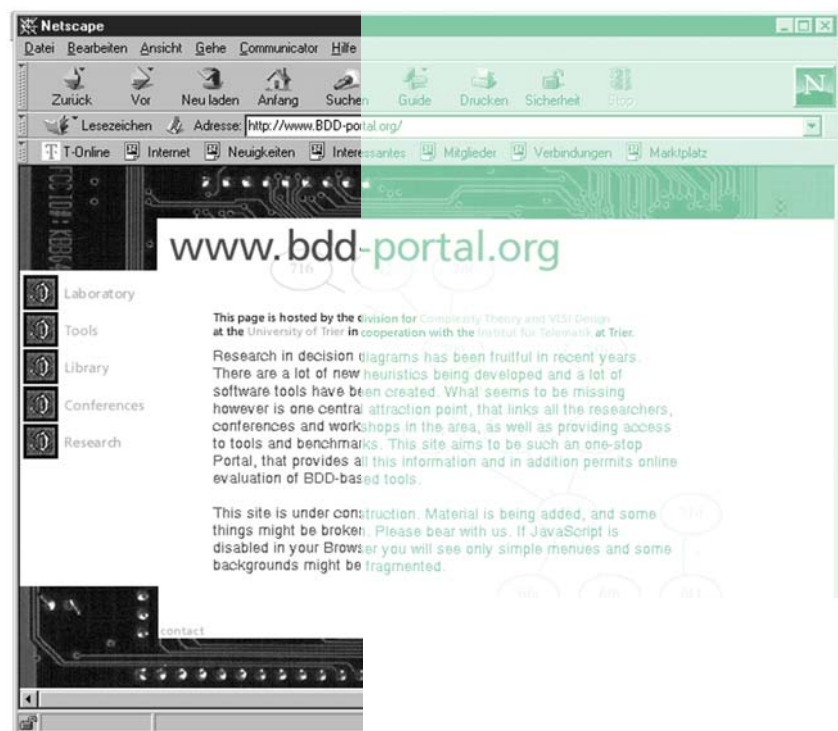 Netscape
Datei Bearbeiten Ansicht Gehe Communicator Hilfe
Zurück Vor Neu laden Anfang Suchen Guide Drucken Sicherheit Stop
N
Lesezeichen Adresse: http://www.BDD-portal.org/
T T-Online Internet Neuigkeiten Interessantes Mitglieder Verbindungen Marktplatz
www.bdd-portal.org
716
Laboratory
Tools
Library
Conferences
Research
This page is hosted by the division for Complexity Theory and VLSI Design
at the University of Trier in cooperation with the Institut für Telematik at Trier.
Research in decision diagrams has been fruitful in recent years.
There are a lot of new heuristics being developed and a lot of
software tools have been created. What seems to be missing
however is one central attraction point, that links all the researchers,
conferences and workshops in the area, as well as providing access
to tools and benchmarks. This site aims to be such an one-stop
Portal, that provides all this information and in addition permits online
evaluation of BDD-based tools.
This site is under construction. Material is being added, and some
things might be broken. Please bear with us. If JavaScript is
disabled in your Browser you will see only simple menues and some
backgrounds might be fragmented.
contact